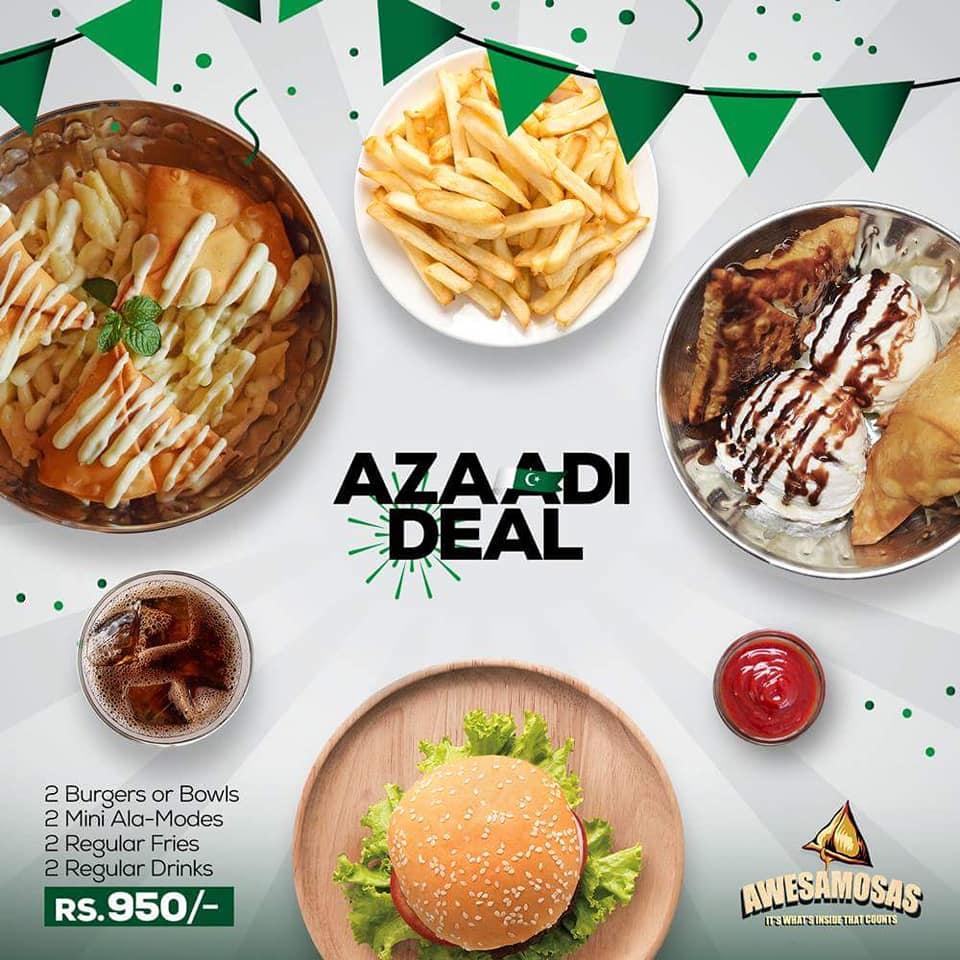 AZAADI
DEAL
2 Burgers or Bowls
2 Mini Ala-Modes
2 Regular Fries
2 Regular Drinks
RS.950/-
AWESAMOSAS
IT'S WHAT'S INSIDE THAT COUNTS